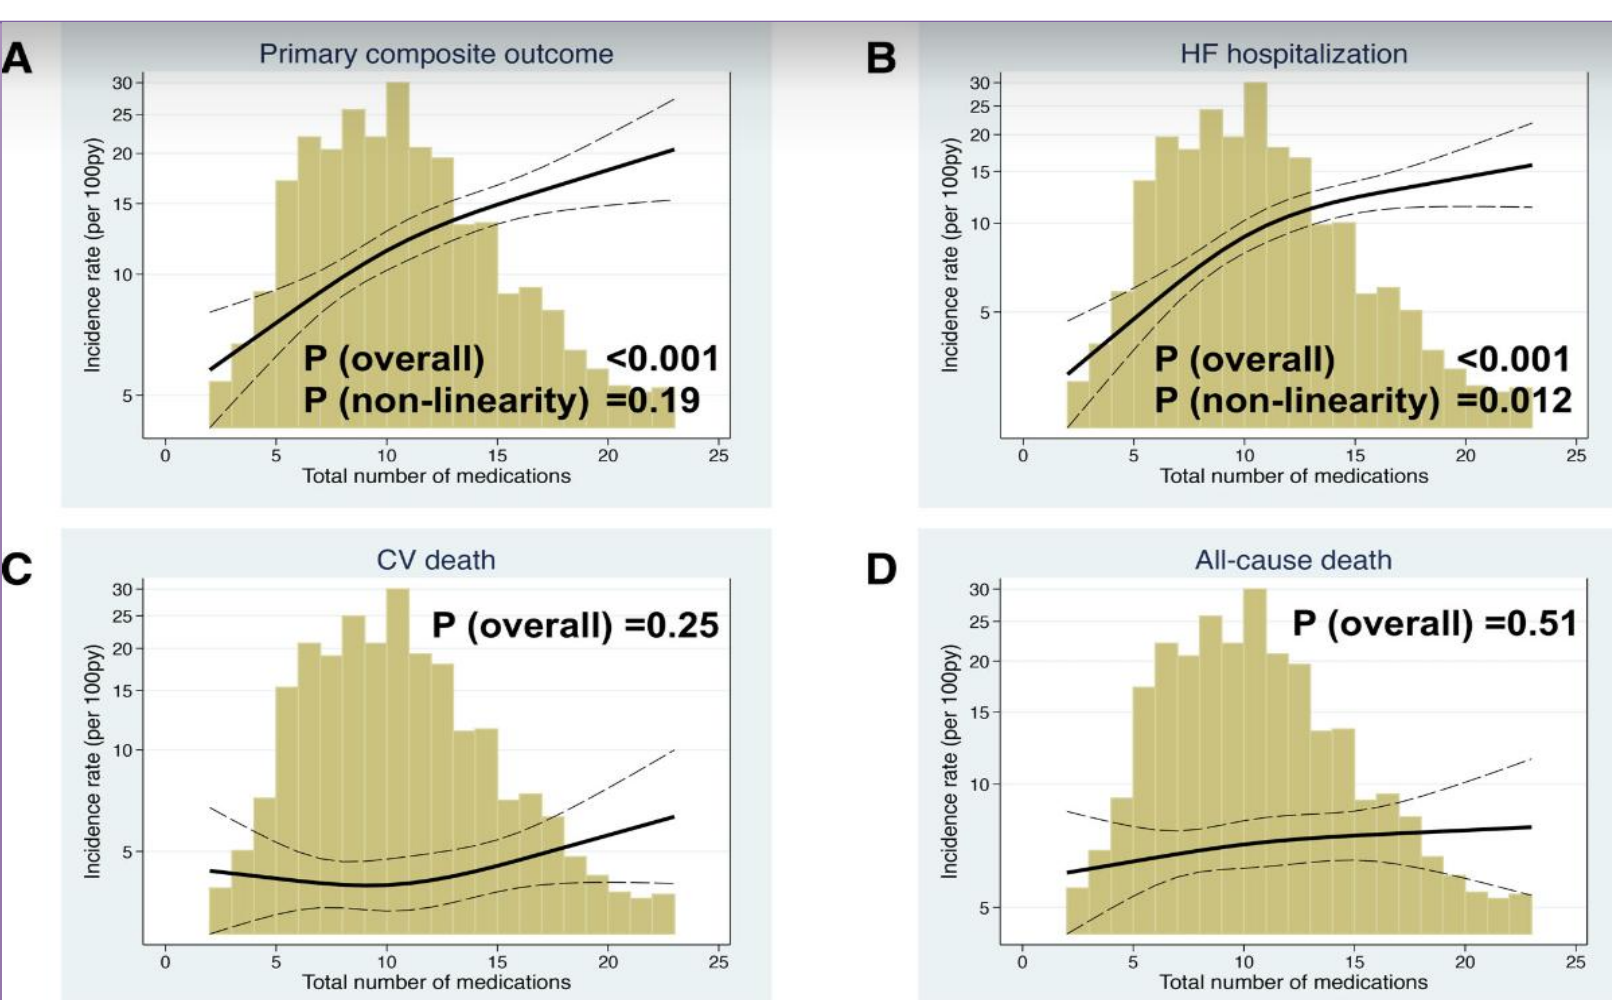 A
Primary composite outcome
Incidence rate (per 100py)
30
25
20
15
10
5
P (overall) <0.001
P (non-linearity) =0.19
0 5 10 15 20 25
Total number of medications
B
HF hospitalization
Incidence rate (per 100py)
30
25
20
15
10
5
P (overall) <0.001
P (non-linearity) =0.012
0 5 10 15 20 25
Total number of medications
C
CV death
Incidence rate (per 100py)
30
25
20
15
10
5
P (overall) =0.25
0 5 10 15 20 25
Total number of medications
D
All-cause death
Incidence rate (per 100py)
30
25
20
15
10
5
P (overall) =0.51
0 5 10 15 20 25
Total number of medications